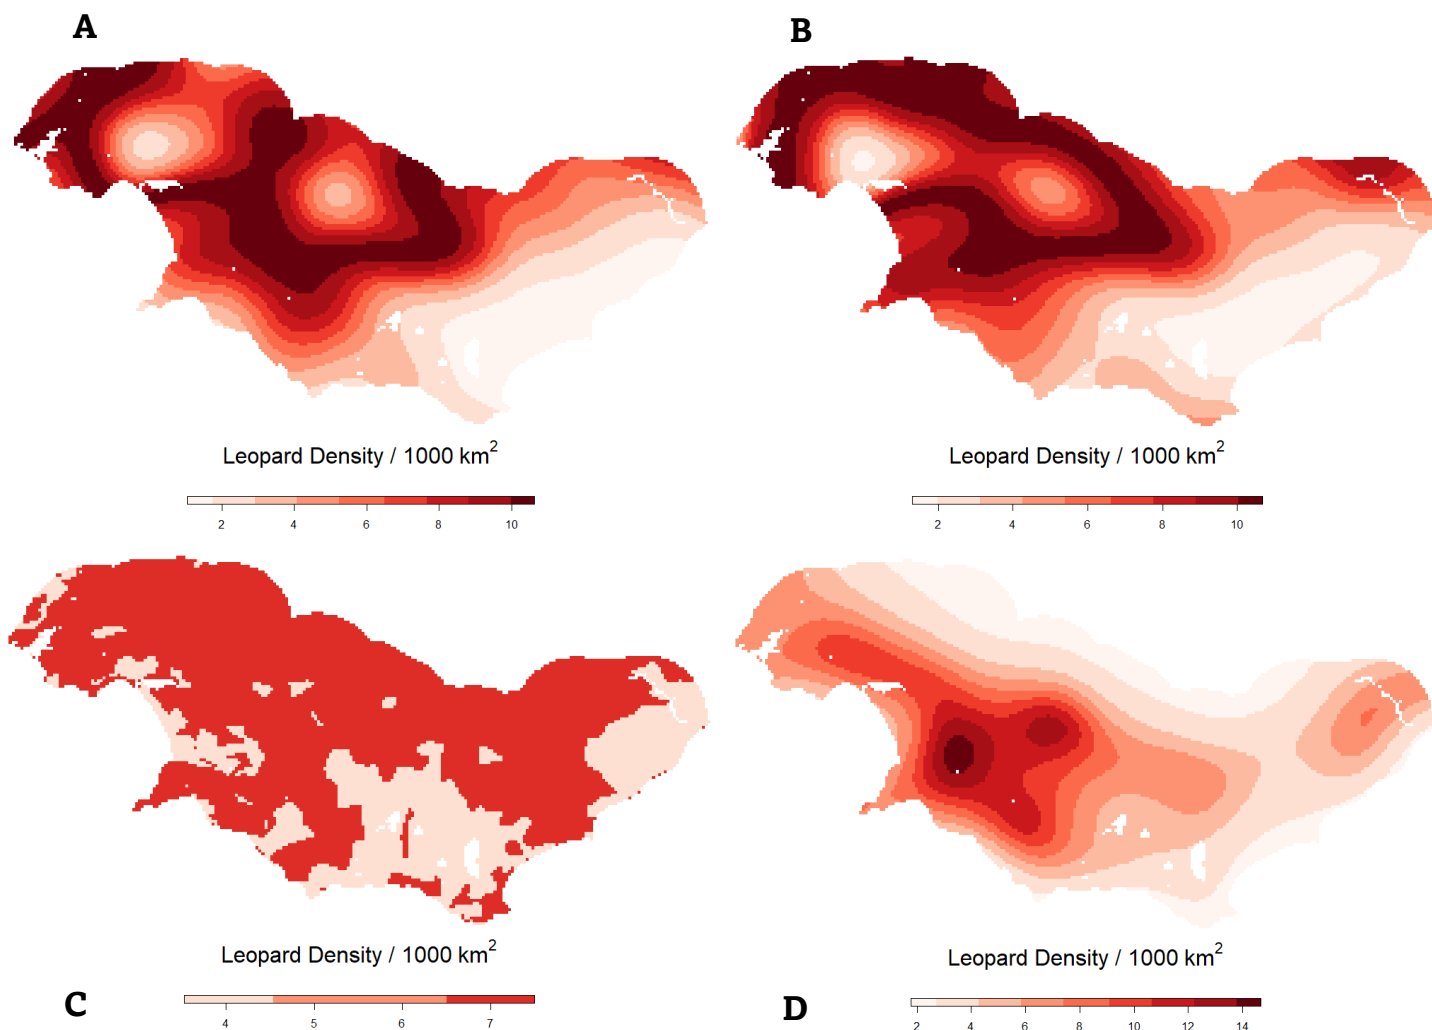 A
B
Leopard Density / 1000 km²
2 4 6 8 10
Leopard Density / 1000 km²
2 4 6 8 10
Leopard Density / 1000 km²
C
4 5 6 7
Leopard Density / 1000 km²
D
2 4 6 8 10 12 14